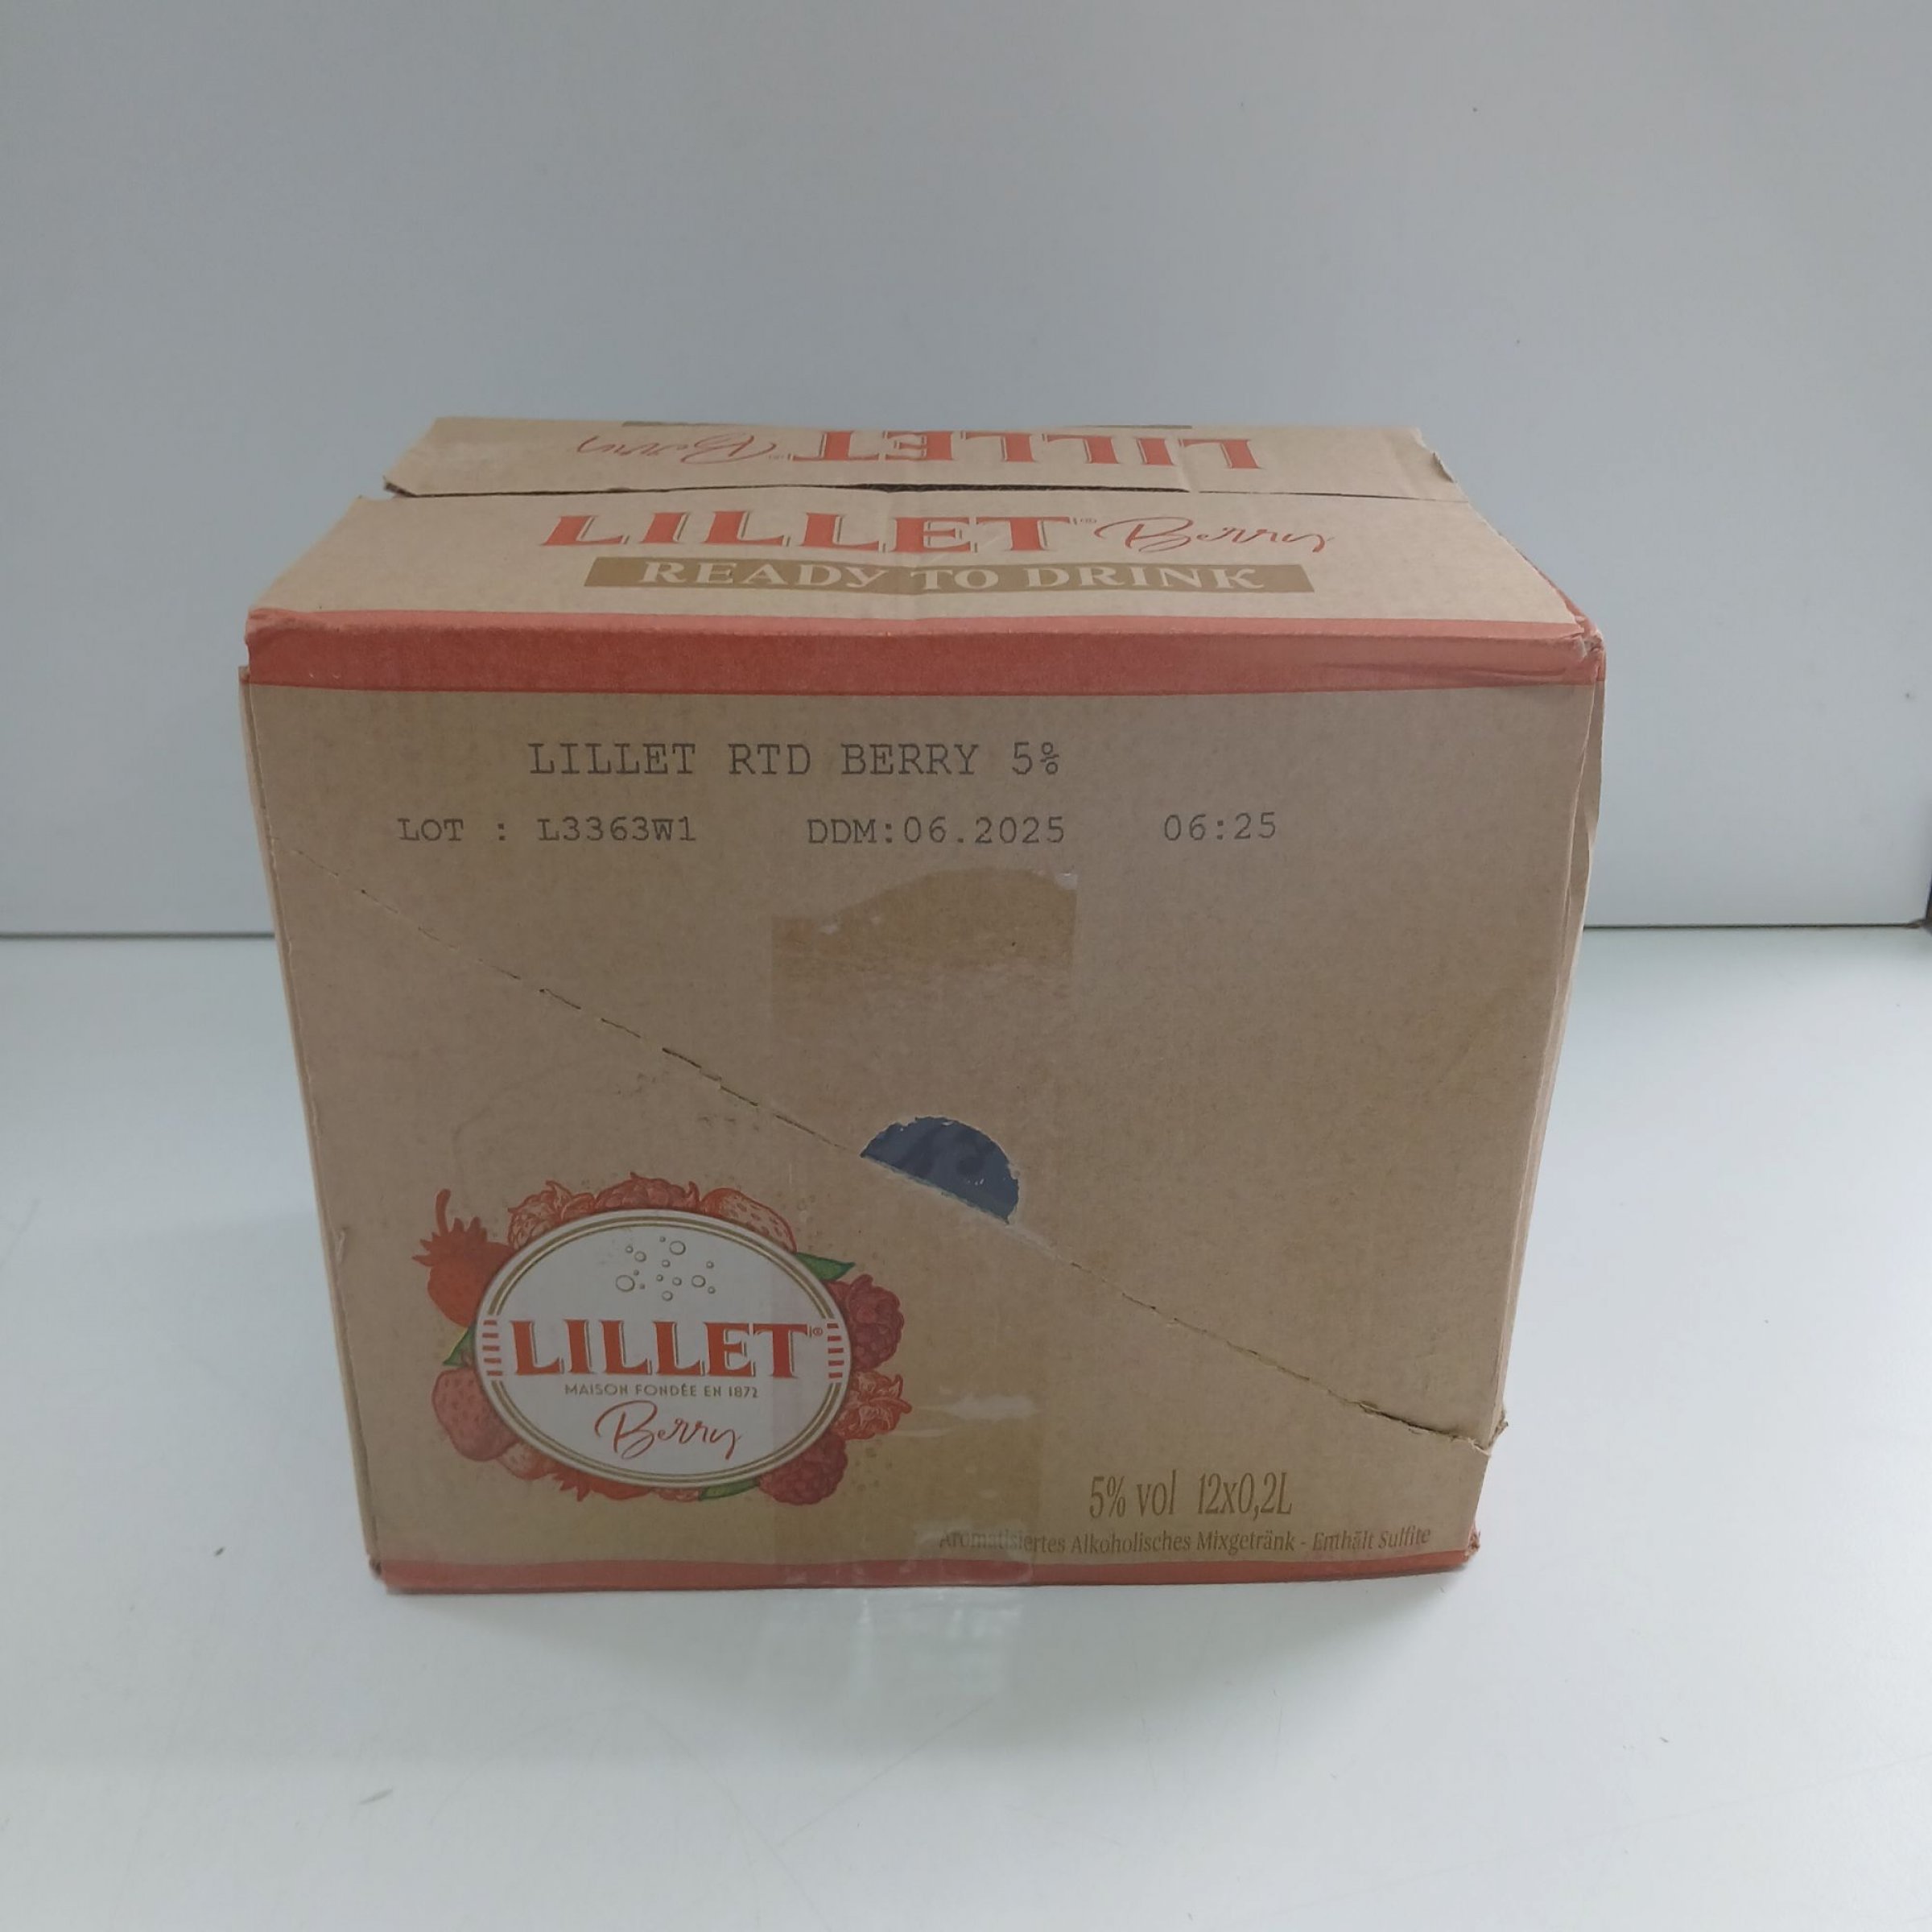 LILLET Berry
LILLET® Berry
READY TO DRINK
LILLET RTD BERRY 5%
LOT : L3363W1 DDM:06.2025 06:25
LILLET®
MAISON FONDÉE EN 1872
Berry
5% vol 12x0,2L
Aromatisiertes Alkoholisches Mixgetränk - Enthält Sulfite